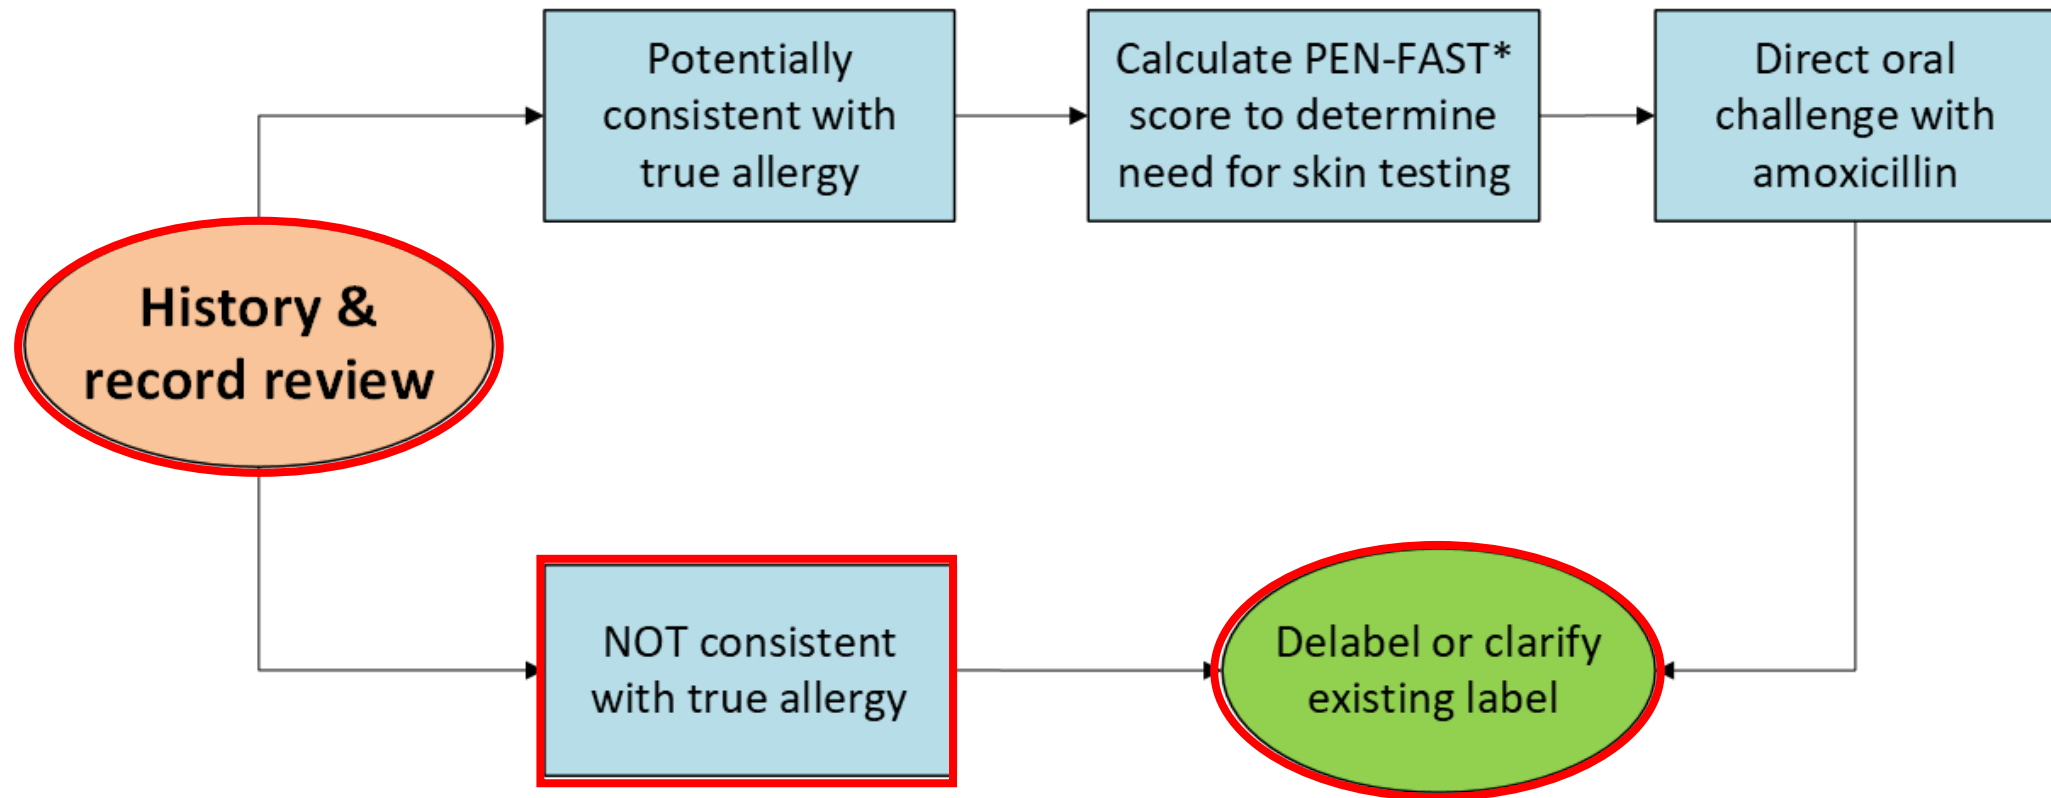 Potentially
consistent with
true allergy
Calculate PEN-FAST*
score to determine
need for skin testing
Direct oral
challenge with
amoxicillin
History &
record review
NOT consistent
with true allergy
Delabel or clarify
existing label